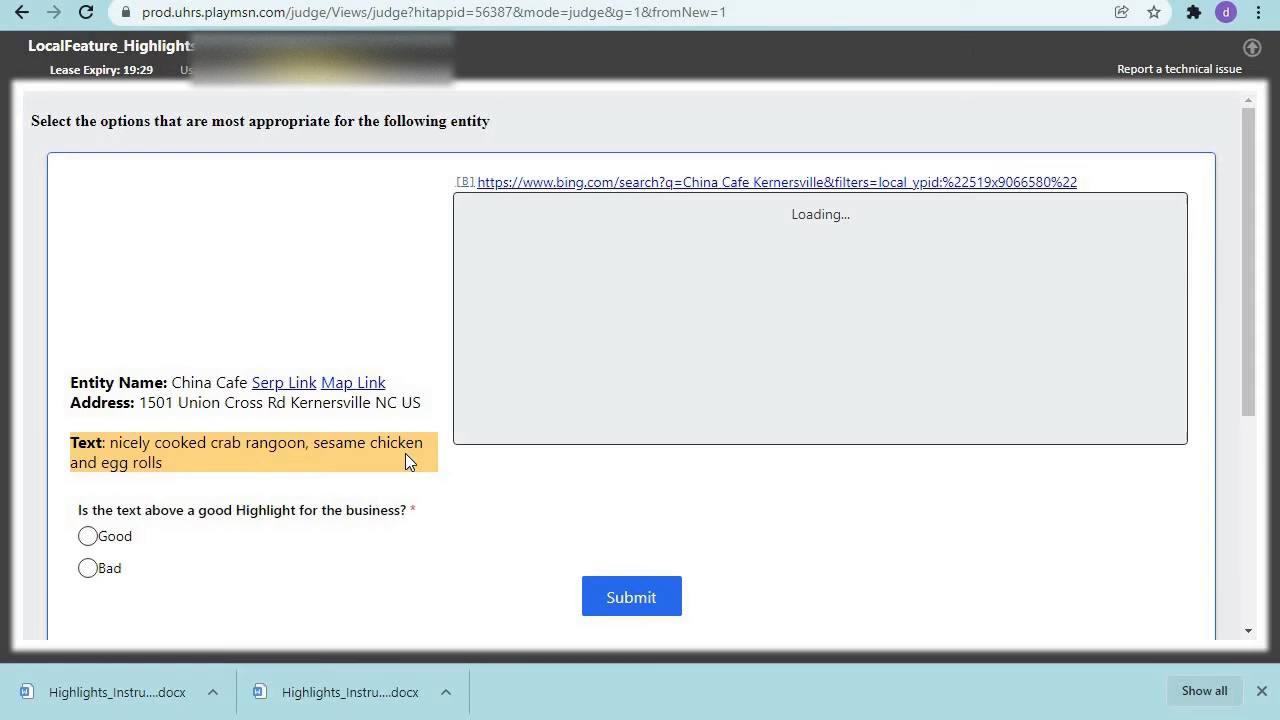 prod.uhrs.playmsn.com/judge/Views/judge?hitappid=56387&mode=judge&g=1&fromNew=1
d
LocalFeature_Highlights
Lease Expiry: 19:29
Us
Report a technical issue
Select the options that are most appropriate for the following entity
[B] https://www.bing.com/search?q=China Cafe Kernersville&filters=local_ypid:%22519x9066580%22
Loading...
Entity Name: China Cafe Serp Link Map Link
Address: 1501 Union Cross Rd Kernersville NC US
Text: nicely cooked crab rangoon, sesame chicken
and egg rolls
Is the text above a good Highlight for the business? *
Good
Bad
Submit
Highlights_Instru....docx
Highlights_Instru....docx
Show all